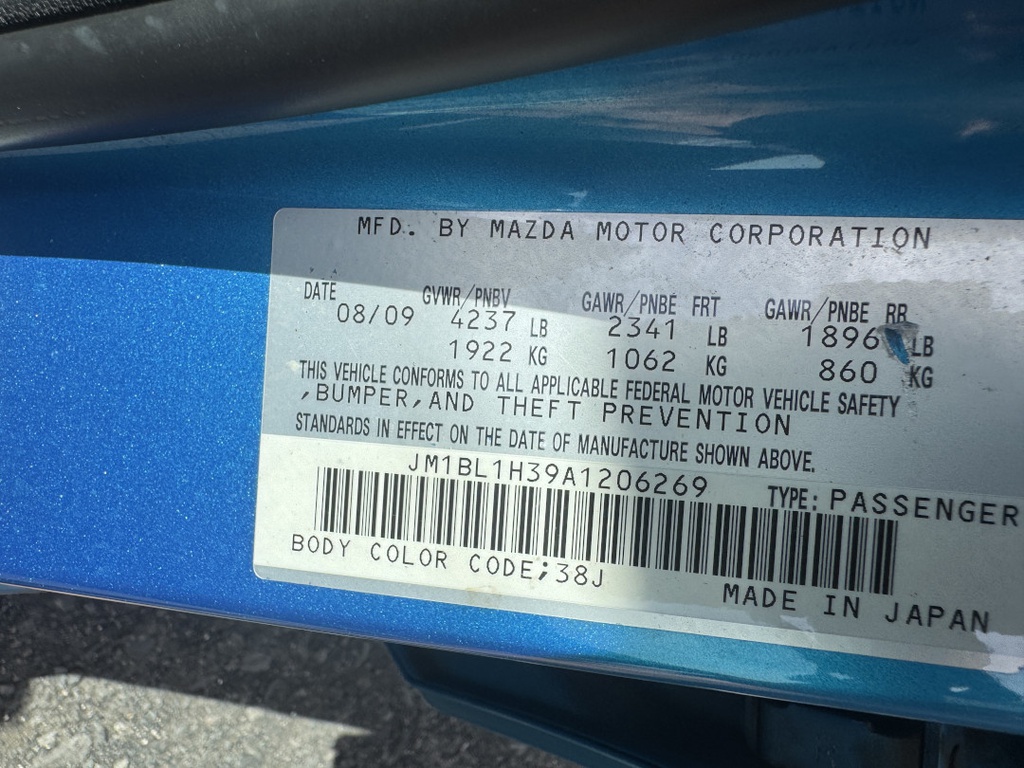 MFD. BY MAZDA MOTOR CORPORATION
DATE GVWR/PNBV GAWR/PNBE FRT GAWR/PNBE RR
08/09 4237 LB 2341 LB 1896 LB
1922 KG 1062 KG 860 KG
THIS VEHICLE CONFORMS TO ALL APPLICABLE FEDERAL MOTOR VEHICLE SAFETY
,BUMPER,AND THEFT PREVENTION
STANDARDS IN EFFECT ON THE DATE OF MANUFACTURE SHOWN ABOVE.
JM1BL1H39A1206269 TYPE: PASSENGER
BODY COLOR CODE;38J
MADE IN JAPAN